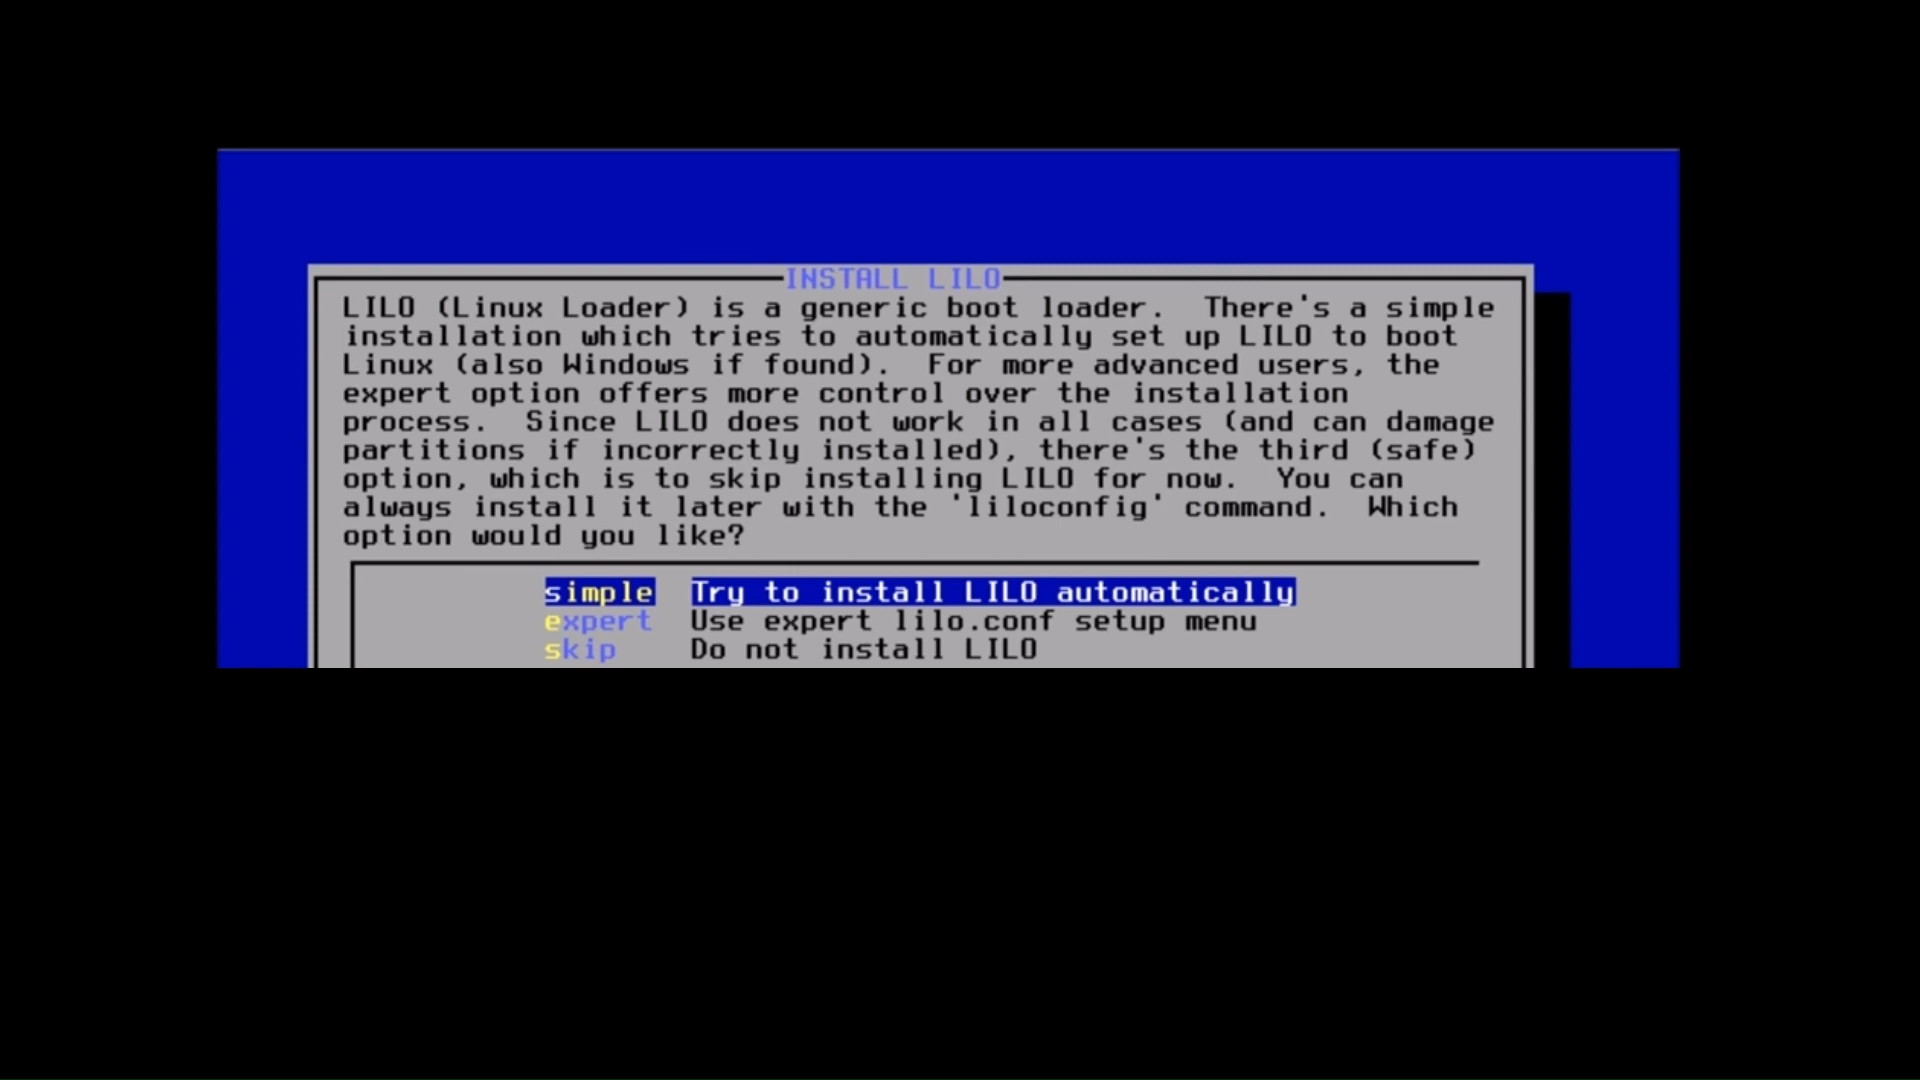 INSTALL LILO
LILO (Linux Loader) is a generic boot loader.  There's a simple
installation which tries to automatically set up LILO to boot
Linux (also Windows if found).  For more advanced users, the
expert option offers more control over the installation
process.  Since LILO does not work in all cases (and can damage
partitions if incorrectly installed), there's the third (safe)
option, which is to skip installing LILO for now.  You can
always install it later with the 'liloconfig' command.  Which
option would you like?
simple  Try to install LILO automatically
expert  Use expert lilo.conf setup menu
skip    Do not install LILO